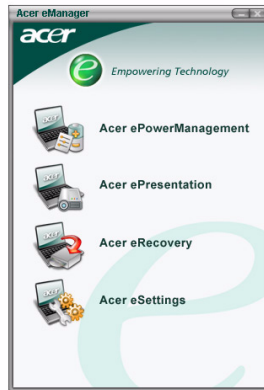 Acer eManager
acer
e Empowering Technology
Acer ePowerManagement
Acer ePresentation
Acer eRecovery
Acer eSettings